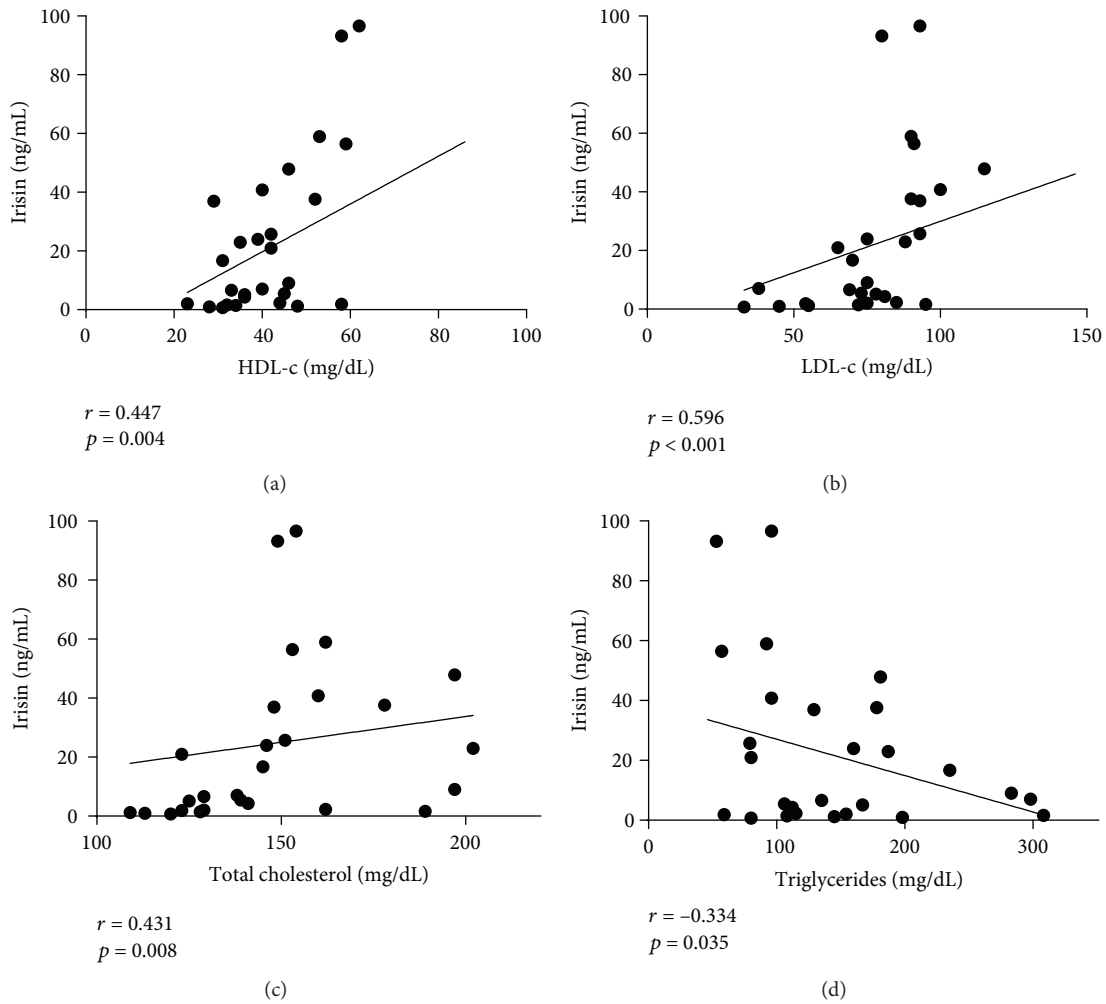 100
80
60
40
20
0
Irisin (ng/mL)
0 20 40 60 80 100
HDL-c (mg/dL)
r = 0.447
p = 0.004
(a)
100
80
60
40
20
0
Irisin (ng/mL)
0 50 100 150
LDL-c (mg/dL)
r = 0.596
p < 0.001
(b)
100
80
60
40
20
0
Irisin (ng/mL)
100 150 200
Total cholesterol (mg/dL)
r = 0.431
p = 0.008
(c)
100
80
60
40
20
0
Irisin (ng/mL)
0 100 200 300
Triglycerides (mg/dL)
r = –0.334
p = 0.035
(d)